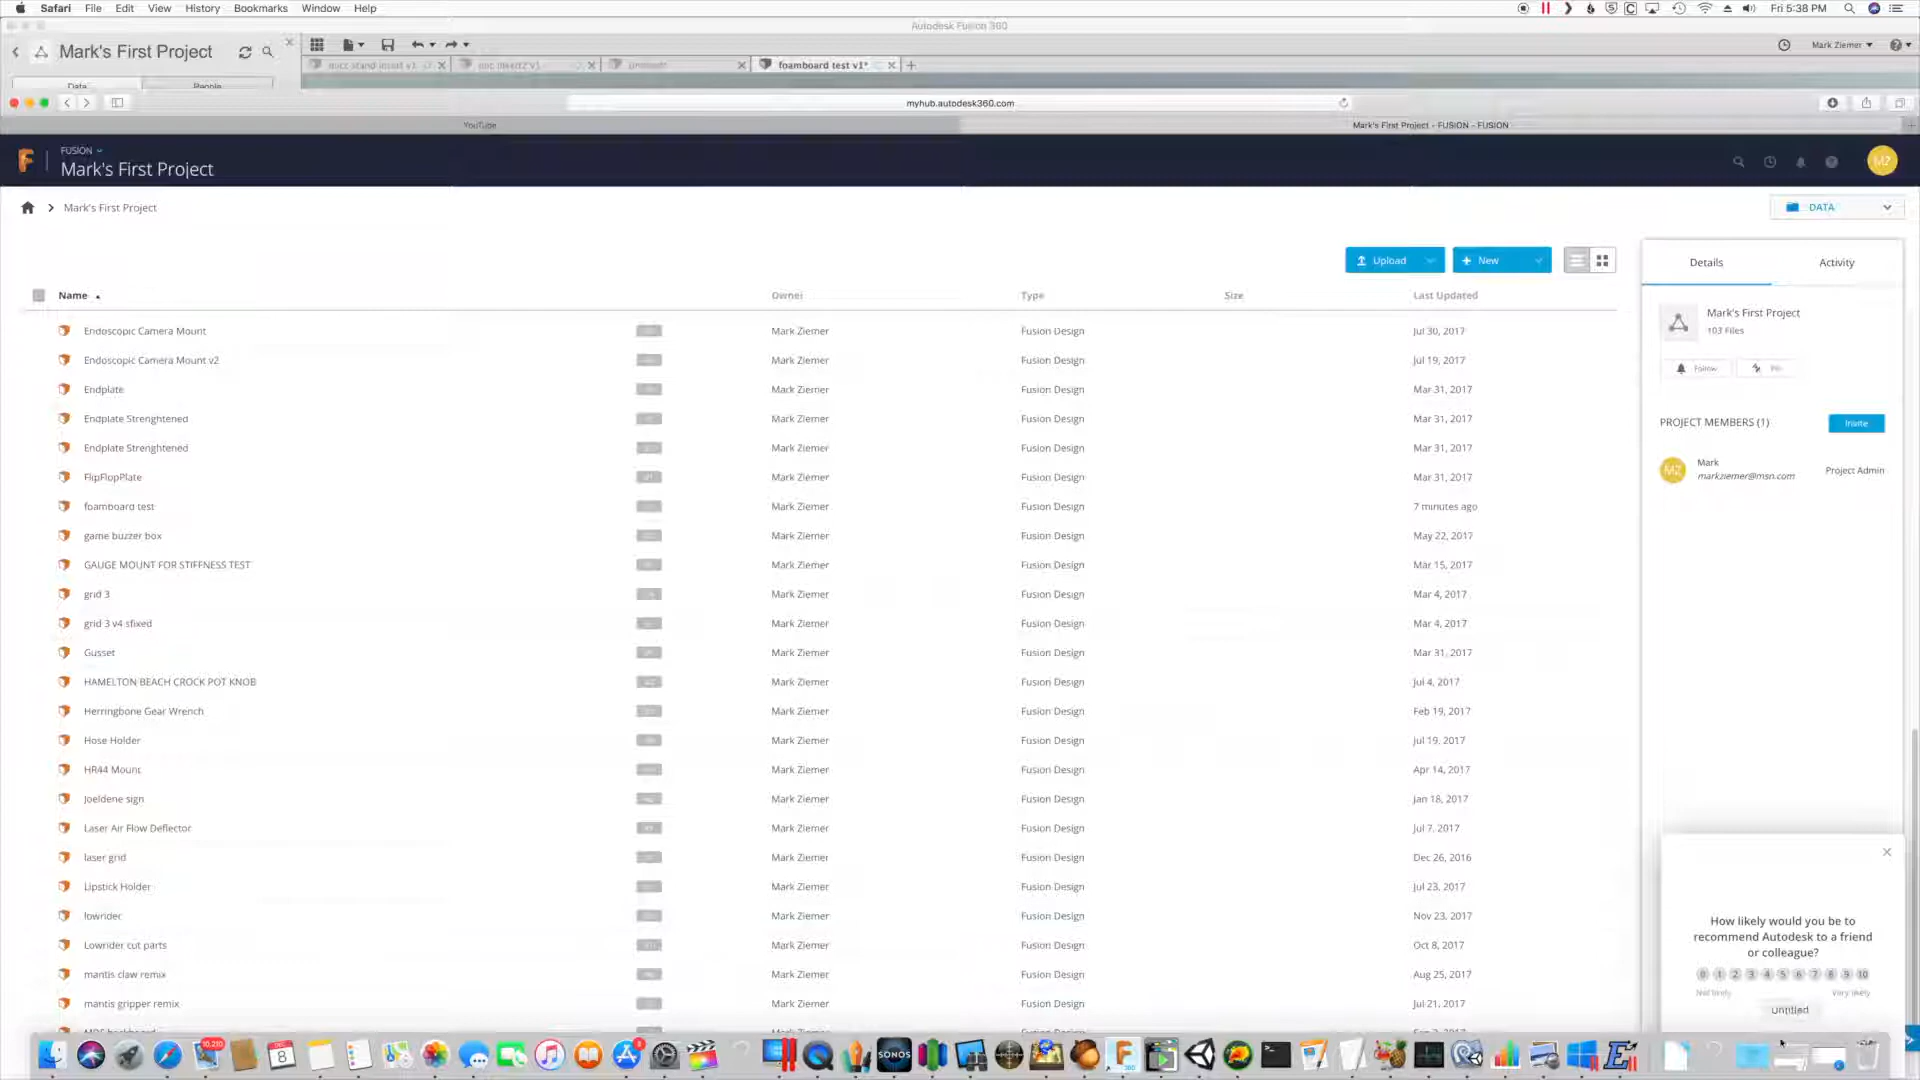 Safari File Edit View History Bookmarks Window Help Fri 5:38 PM
Autodesk Fusion 360
Mark's First Project Mark Ziemer
foamboard test v1*
Data People
myhub.autodesk360.com
YouTube Mark's First Project - FUSION - FUSION
FUSION
Mark's First Project MZ
Mark's First Project DATA
Upload New Details Activity
Name Owner Type Size Last Updated
Mark's First Project
103 Files
Follow Pin
PROJECT MEMBERS (1) Invite
MZ Mark
markziemer@msn.com Project Admin
Endoscopic Camera Mount Mark Ziemer Fusion Design Jul 30, 2017
Endoscopic Camera Mount v2 Mark Ziemer Fusion Design Jul 19, 2017
Endplate Mark Ziemer Fusion Design Mar 31, 2017
Endplate Strenghtened Mark Ziemer Fusion Design Mar 31, 2017
Endplate Strenghtened Mark Ziemer Fusion Design Mar 31, 2017
FlipFlopPlate Mark Ziemer Fusion Design Mar 31, 2017
foamboard test Mark Ziemer Fusion Design 7 minutes ago
game buzzer box Mark Ziemer Fusion Design May 22, 2017
GAUGE MOUNT FOR STIFFNESS TEST Mark Ziemer Fusion Design Mar 15, 2017
grid 3 Mark Ziemer Fusion Design Mar 4, 2017
grid 3 v4 sfixed Mark Ziemer Fusion Design Mar 4, 2017
Gusset Mark Ziemer Fusion Design Mar 31, 2017
HAMELTON BEACH CROCK POT KNOB Mark Ziemer Fusion Design Jul 4, 2017
Herringbone Gear Wrench Mark Ziemer Fusion Design Feb 19, 2017
Hose Holder Mark Ziemer Fusion Design Jul 19, 2017
HR44 Mount Mark Ziemer Fusion Design Apr 14, 2017
Joeldene sign Mark Ziemer Fusion Design Jan 18, 2017
Laser Air Flow Deflector Mark Ziemer Fusion Design Jul 7, 2017
laser grid Mark Ziemer Fusion Design Dec 26, 2016
Lipstick Holder Mark Ziemer Fusion Design Jul 23, 2017
lowrider Mark Ziemer Fusion Design Nov 23, 2017
Lowrider cut parts Mark Ziemer Fusion Design Oct 8, 2017
mantis claw remix Mark Ziemer Fusion Design Aug 25, 2017
mantis gripper remix Mark Ziemer Fusion Design Jul 21, 2017
How likely would you be to
recommend Autodesk to a friend
or colleague?
0 1 2 3 4 5 6 7 8 9 10
Not likely Very likely
Untitled
10,210 DEC 8 SONOS